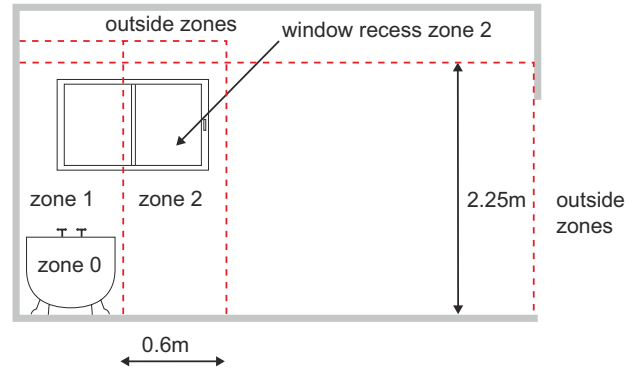 outside zones
window recess zone 2
zone 1
zone 2
2.25m
outside
zones
zone 0
0.6m